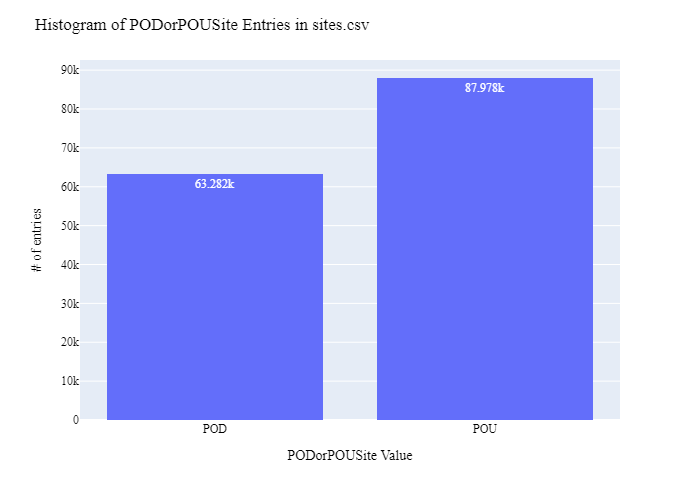 Histogram of PODorPOUSite Entries in sites.csv
# of entries
90k
80k
70k
60k
50k
40k
30k
20k
10k
0
63.282k
87.978k
POD
POU
PODorPOUSite Value